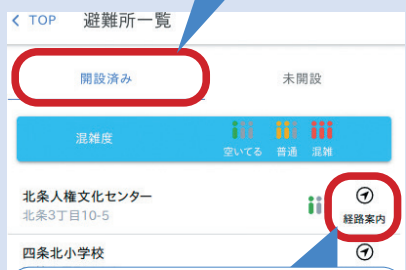 < TOP 避難所一覧
開設済み 未開設
混雑度 空いてる 普通 混雑
北条人権文化センター
北条3丁目10-5
経路案内
四条北小学校